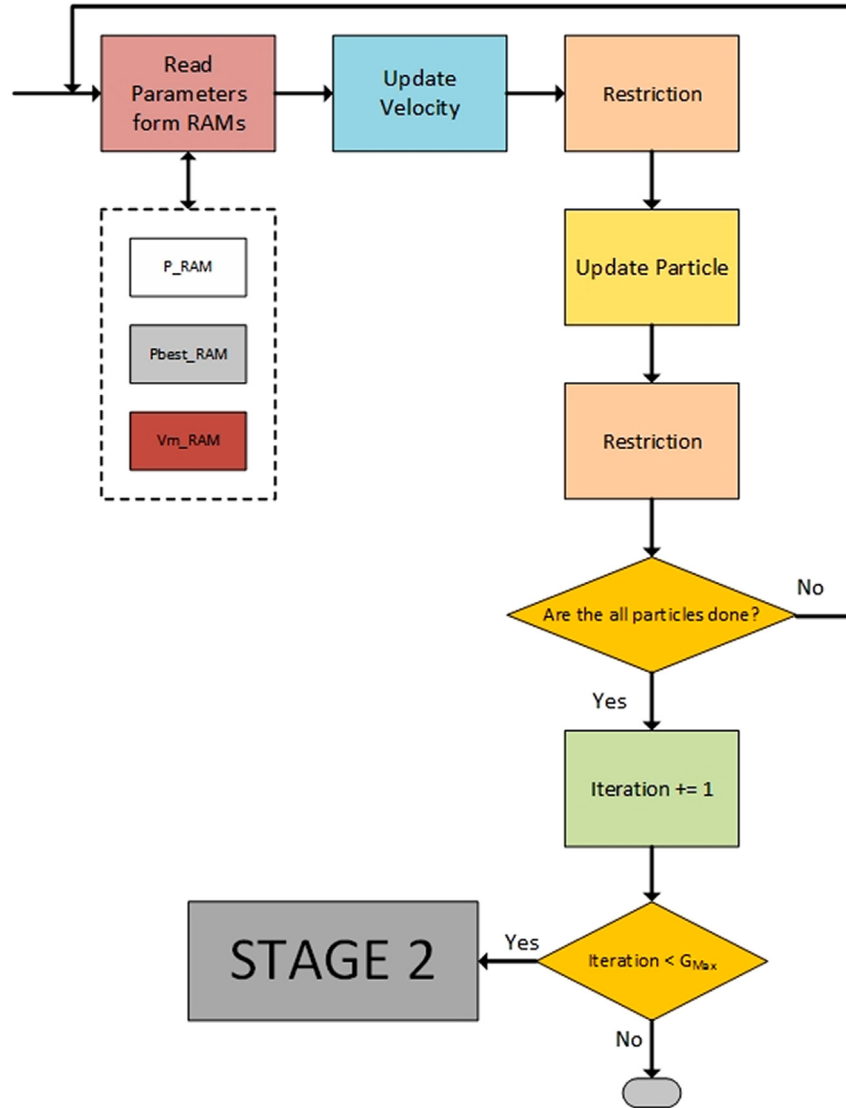 Read
Parameters
form RAMs
Update
Velocity
Restriction
P_RAM
Pbest_RAM
Vm_RAM
Update Particle
Restriction
Are the all particles done?
No
Yes
Iteration += 1
STAGE 2
Yes
Iteration < GMax
No